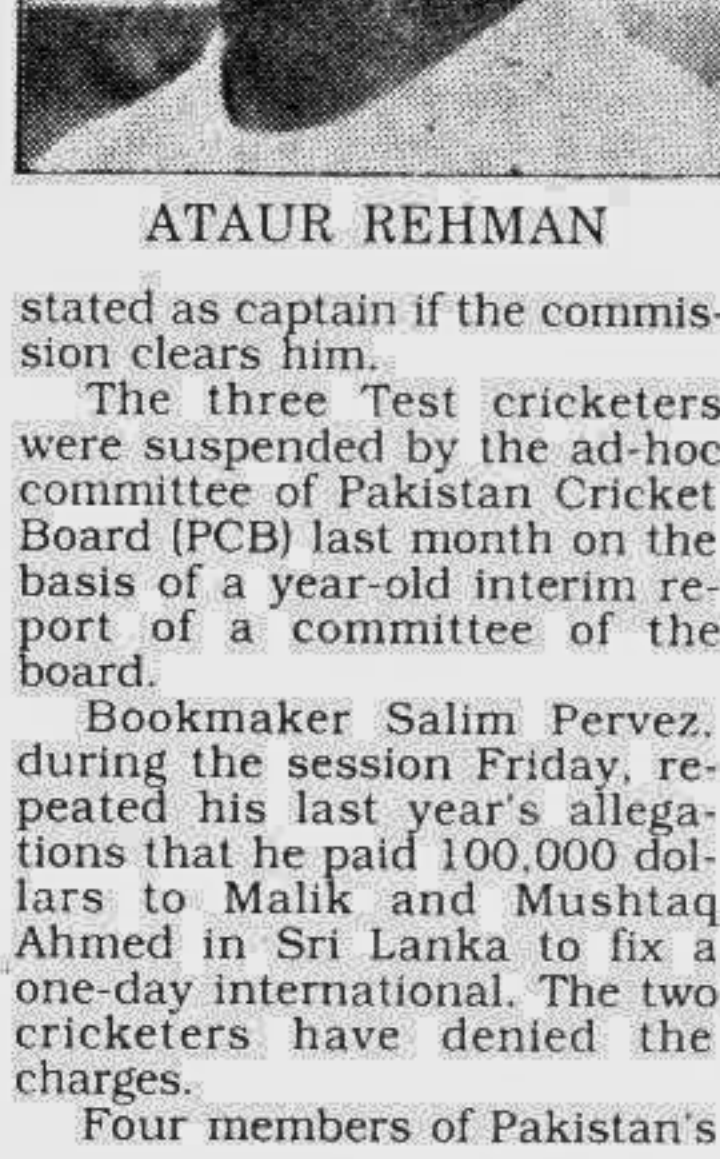 ATAUR REHMAN
stated as captain if the commis-
sion clears him.
The three Test cricketers
were suspended by the ad-hoc
committee of Pakistan Cricket
Board (PCB) last month on the
basis of a year-old interim re-
port of a committee of the
board.
Bookmaker Salim Pervez,
during the session Friday, re-
peated his last year's allega-
tions that he paid 100,000 dol-
lars to Malik and Mushtaq
Ahmed in Sri Lanka to fix a
one-day international. The two
cricketers have denied the
charges.
Four members of Pakistan's